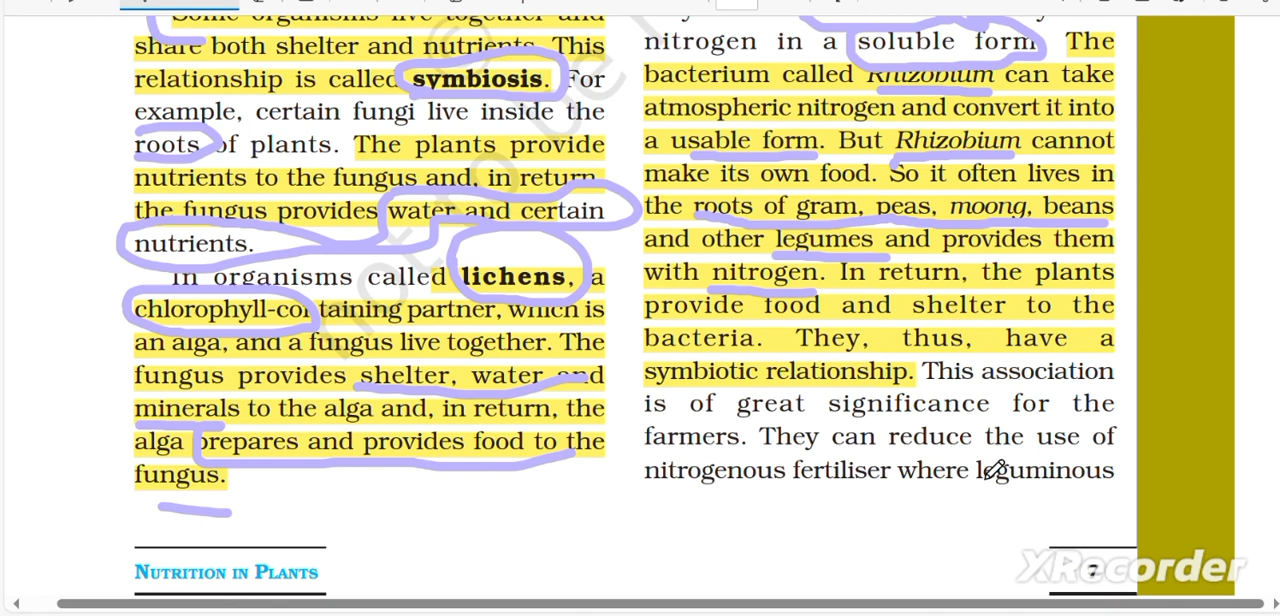 Some organisms live together and
share both shelter and nutrients. This
relationship is called symbiosis. For
example, certain fungi live inside the
roots of plants. The plants provide
nutrients to the fungus and, in return,
the fungus provides water and certain
nutrients.
In organisms called lichens, a
chlorophyll-containing partner, which is
an alga, and a fungus live together. The
fungus provides shelter, water and
minerals to the alga and, in return, the
alga prepares and provides food to the
fungus.
nitrogen in a soluble form. The
bacterium called Rhizobium can take
atmospheric nitrogen and convert it into
a usable form. But Rhizobium cannot
make its own food. So it often lives in
the roots of gram, peas, moong, beans
and other legumes and provides them
with nitrogen. In return, the plants
provide food and shelter to the
bacteria. They, thus, have a
symbiotic relationship. This association
is of great significance for the
farmers. They can reduce the use of
nitrogenous fertiliser where leguminous
NUTRITION IN PLANTS
7
XRecorder